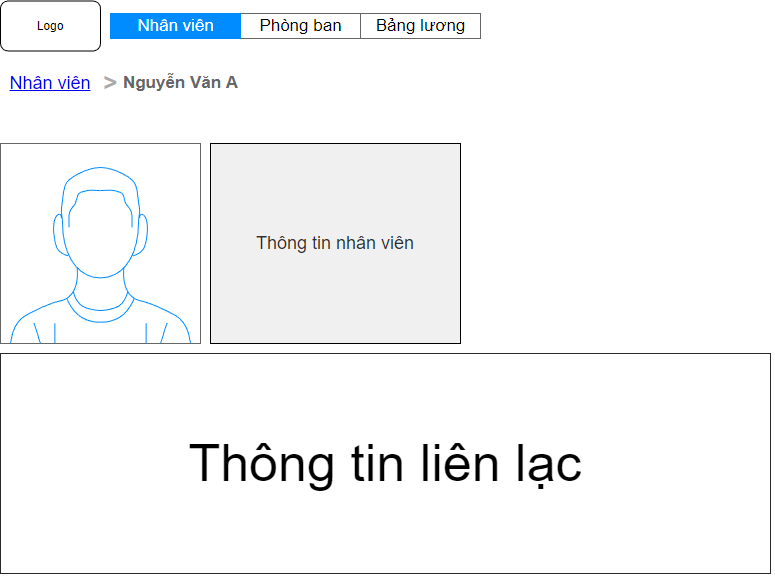 Logo
Nhân viên Phòng ban Bảng lương
Nhân viên > Nguyễn Văn A
Thông tin nhân viên
Thông tin liên lạc